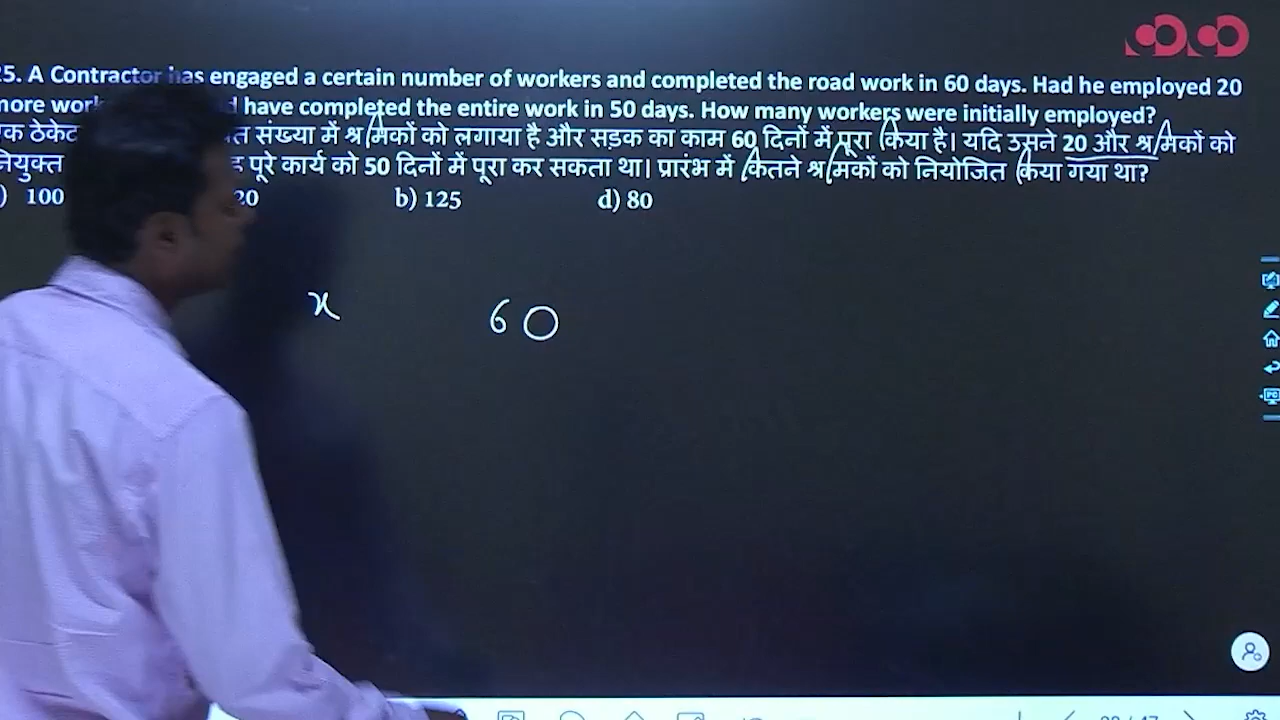 5. A Contractor has engaged a certain number of workers and completed the road work in 60 days. Had he employed 20
more work have completed the entire work in 50 days. How many workers were initially employed?
ठेकेद संख्या में श्रमिकों को लगाया है और सड़क का काम 60 दिनों में पूरा किया है। यदि उसने 20 और श्रमिकों को
पूरे कार्य को 50 दिनों में पूरा कर सकता था। प्रारंभ में कितने श्रमिकों को नियोजित किया गया था?
) 100 20 b) 125 d) 80
x 60